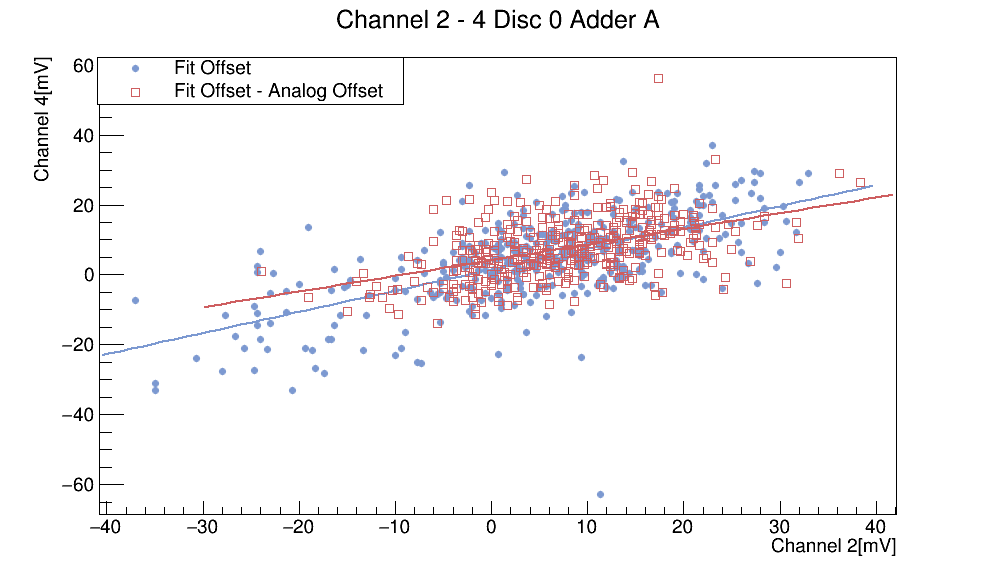 Channel 2 - 4 Disc 0 Adder A
Channel 4[mV]
Fit Offset
Fit Offset - Analog Offset
60
40
20
0
−20
−40
−60
−40 −30 −20 −10 0 10 20 30 40
Channel 2[mV]